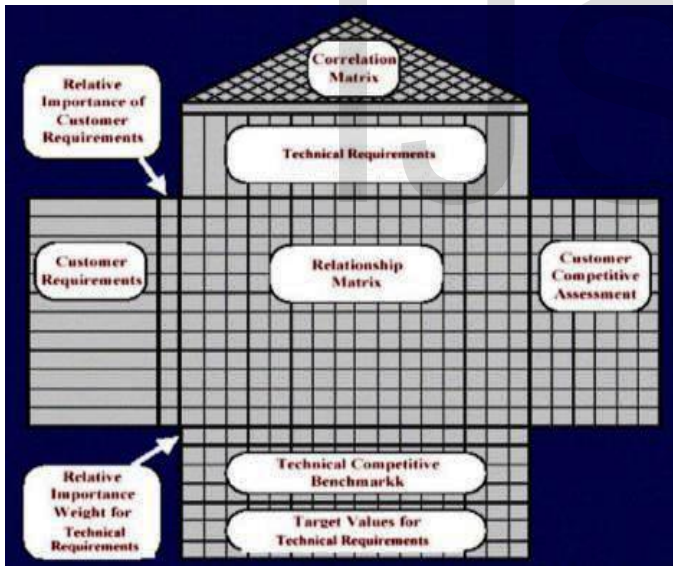 Correlation
Matrix
Relative
Importance of
Customer
Requirements
Technical Requirements
Customer
Requirements
Relationship
Matrix
Customer
Competitive
Assessment
Relative
Importance
Weight for
Technical
Requirements
Technical Competitive
Benchmarkk
Target Values for
Technical Requirements